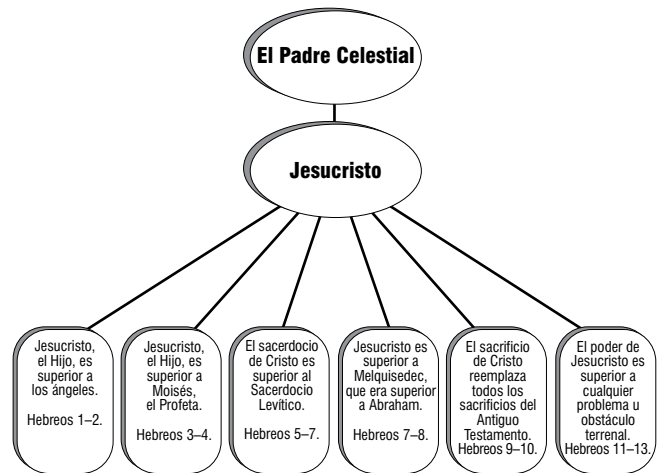 El Padre Celestial
Jesucristo
Jesucristo,
el Hijo, es
superior a
los ángeles.
Hebreos 1–2.
Jesucristo,
el Hijo, es
superior a
Moisés,
el Profeta.
Hebreos 3–4.
El sacerdocio
de Cristo es
superior al
Sacerdocio
Levítico.
Hebreos 5–7.
Jesucristo es
superior a
Melquisedec,
que era superior
a Abraham.
Hebreos 7–8.
El sacrificio
de Cristo
reemplaza
todos los
sacrificios del
Antiguo
Testamento.
Hebreos 9–10.
El poder de
Jesucristo es
superior a
cualquier
problema u
obstáculo
terrenal.
Hebreos 11–13.